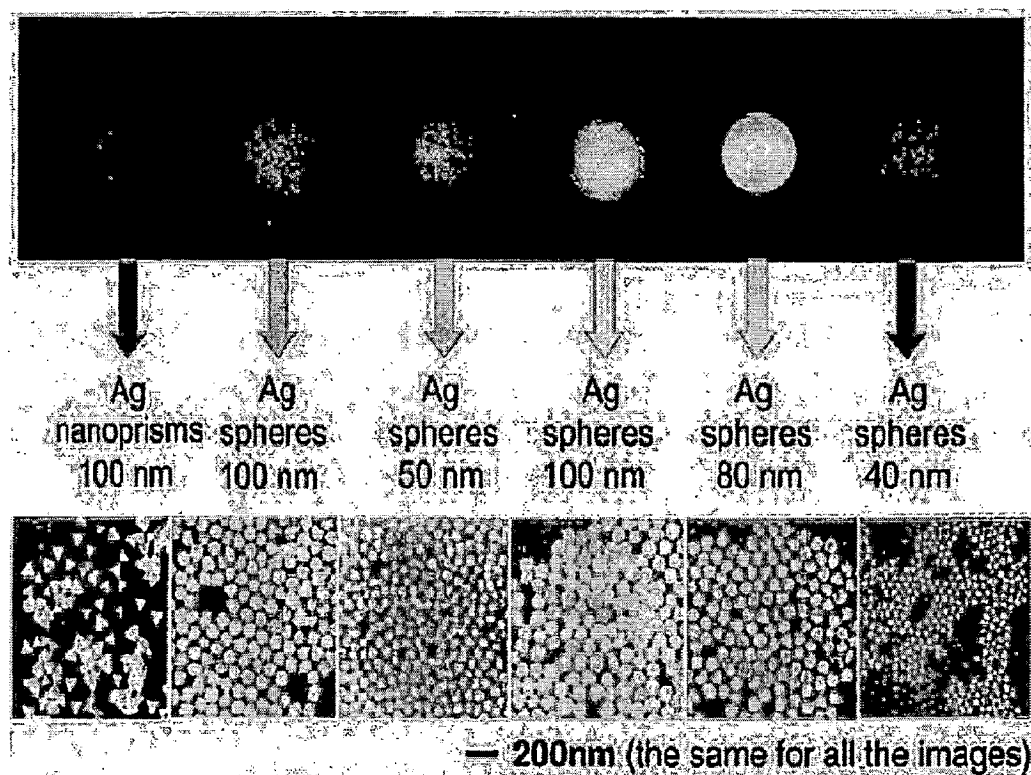 Ag
nanoprisms
100 nm
Ag
spheres
100 nm
Ag
spheres
50 nm
Ag
spheres
100 nm
Ag
spheres
80 nm
Ag
spheres
40 nm
200nm (the same for all the images)